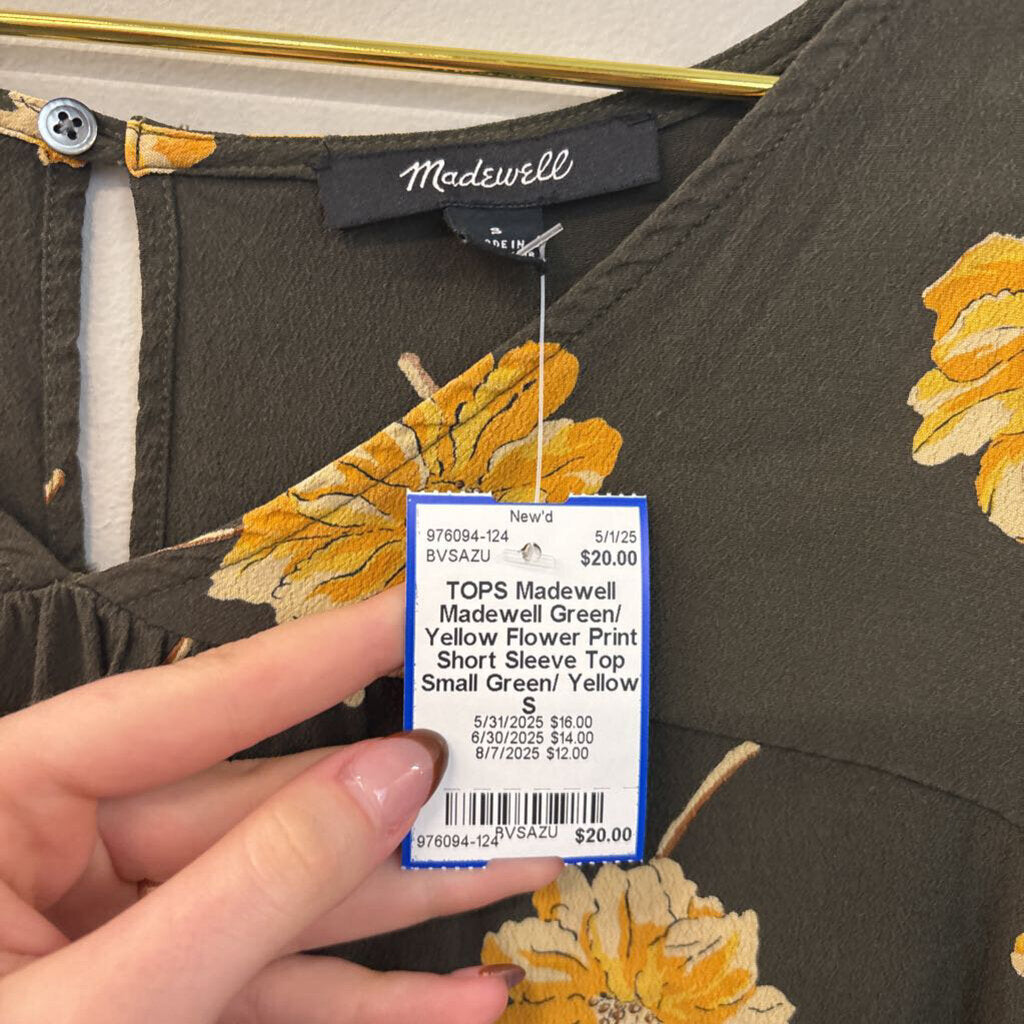 Madewell
S
DE IN
New'd
976094-124 5/1/25
BVSAZU $20.00
TOPS Madewell
Madewell Green/
Yellow Flower Print
Short Sleeve Top
Small Green/ Yellow
S
5/31/2025 $16.00
6/30/2025 $14.00
8/7/2025 $12.00
976094-124 BVSAZU $20.00